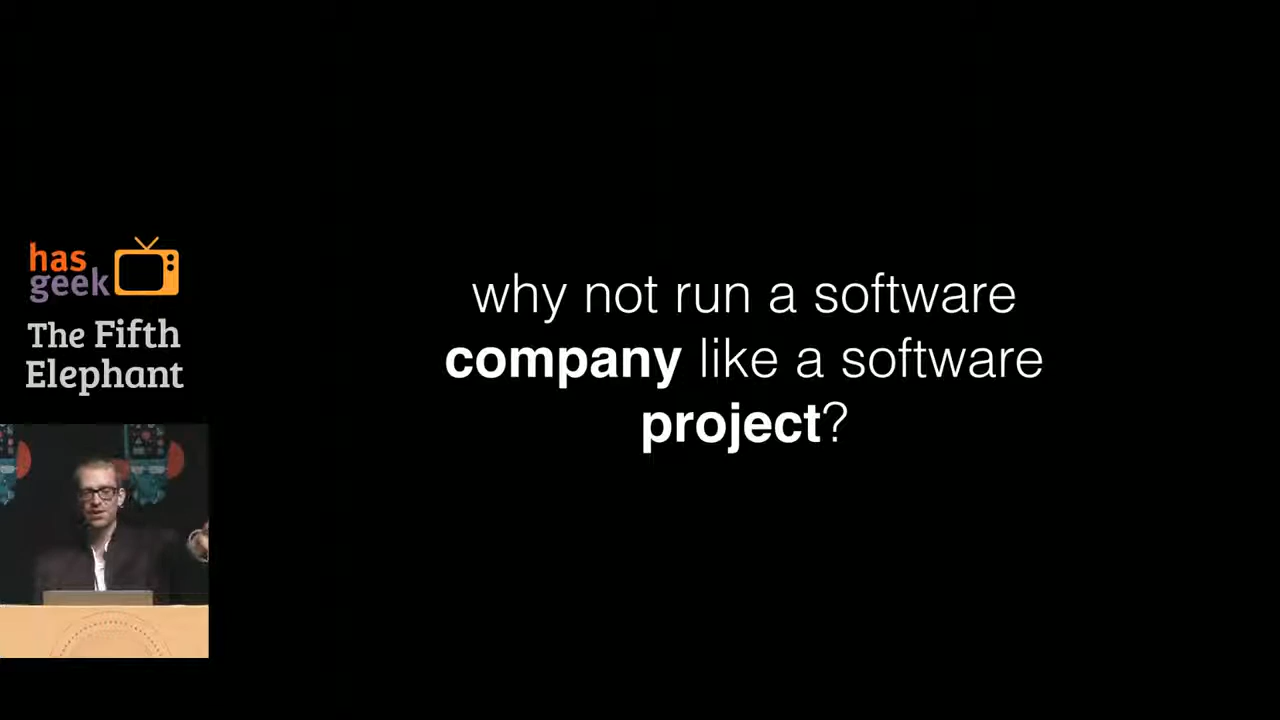 has
geek
The Fifth
Elephant
why not run a software
company like a software
project?